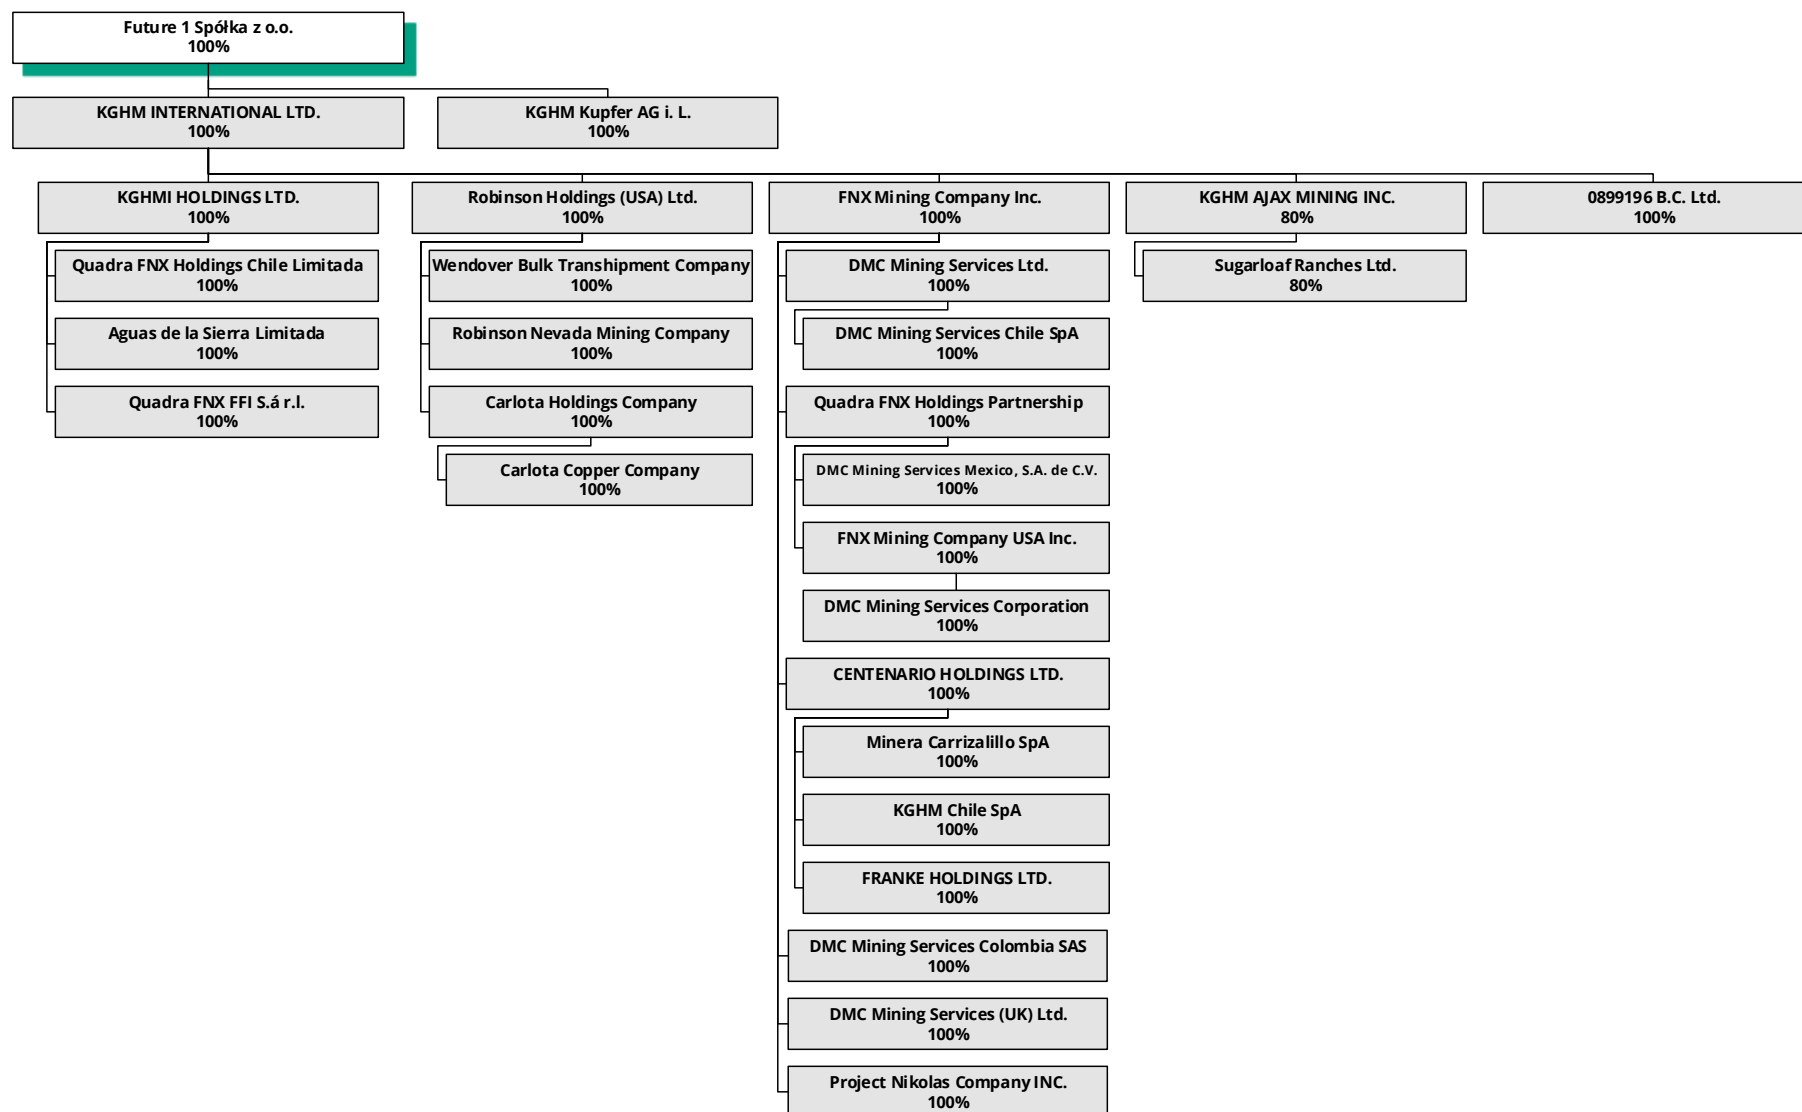 Future 1 Spółka z o.o.
100%
KGHM INTERNATIONAL LTD.
100%
KGHM Kupfer AG i. L.
100%
KGHMI HOLDINGS LTD.
100%
Robinson Holdings (USA) Ltd.
100%
FNX Mining Company Inc.
100%
KGHM AJAX MINING INC.
80%
0899196 B.C. Ltd.
100%
Quadra FNX Holdings Chile Limitada
100%
Aguas de la Sierra Limitada
100%
Quadra FNX FFI S.á r.l.
100%
Wendover Bulk Transhipment Company
100%
Robinson Nevada Mining Company
100%
Carlota Holdings Company
100%
Carlota Copper Company
100%
DMC Mining Services Ltd.
100%
DMC Mining Services Chile SpA
100%
Quadra FNX Holdings Partnership
100%
DMC Mining Services Mexico, S.A. de C.V.
100%
FNX Mining Company USA Inc.
100%
DMC Mining Services Corporation
100%
CENTENARIO HOLDINGS LTD.
100%
Minera Carrizalillo SpA
100%
KGHM Chile SpA
100%
FRANKE HOLDINGS LTD.
100%
DMC Mining Services Colombia SAS
100%
DMC Mining Services (UK) Ltd.
100%
Project Nikolas Company INC.
100%
Sugarloaf Ranches Ltd.
80%